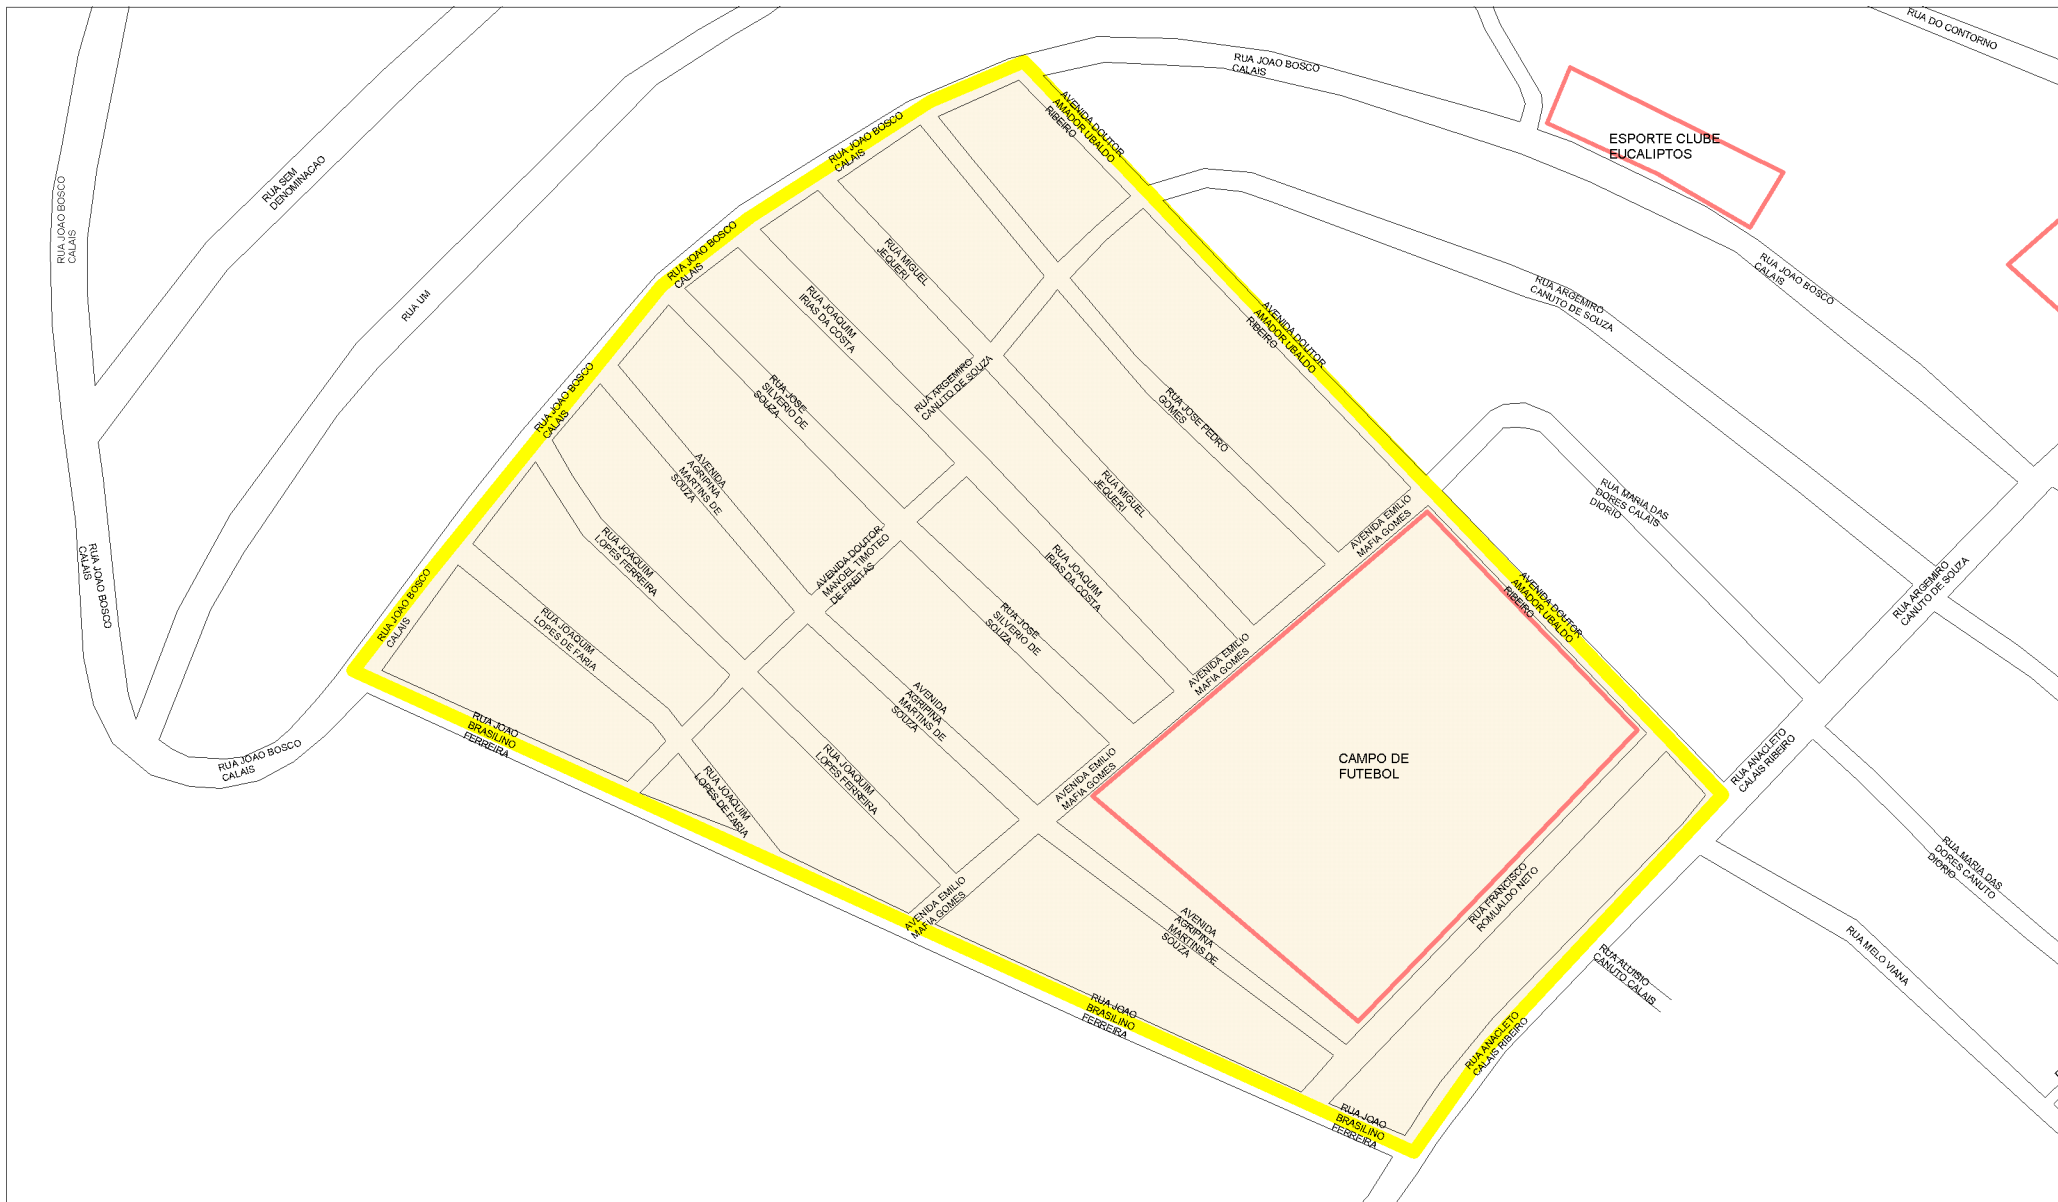 RUA DO CONTORNO
RUA JOAO BOSCO
CALAIS
AVENIDA DOUTOR
AMADOR UBALDO
RIBEIRO
ESPORTE CLUBE
EUCALIPTOS
RUA JOAO BOSCO
CALAIS
RUA SEM
DENOMINACAO
RUA JOAO BOSCO
CALAIS
RUA JOAO BOSCO
CALAIS
RUA MIGUEL
JEQUERI
RUA JOAO BOSCO
CALAIS
RUA UM
RUA JOAQUIM
IRIAS DA COSTA
RUA ARGEMIRO
CANUTO DE SOUZA
AVENIDA DOUTOR
AMADOR UBALDO
RIBEIRO
RUA JOAO BOSCO
CALAIS
RUA JOSE
SILVERIO DE
SOUZA
RUA ARGEMIRO
CANUTO DE SOUZA
RUA JOSE PEDRO
GOMES
AVENIDA
AGRIPINA
MARTINS DE
SOUZA
RUA MIGUEL
JEQUERI
RUA MARIA DAS
DORES CALAIS
DIORIO
AVENIDA EMILIO
MAFIA GOMES
RUA JOAO BOSCO
CALAIS
RUA JOAQUIM
LOPES FERREIRA
AVENIDA DOUTOR
MANOEL TIMOTEO
DE FREITAS
RUA JOAQUIM
IRIAS DA COSTA
RUA JOAO BOSCO
CALAIS
AVENIDA DOUTOR
AMADOR UBALDO
RIBEIRO
RUA ARGEMIRO
CANUTO DE SOUZA
RUA JOAQUIM
LOPES DE FARIA
RUA JOSE
SILVERIO DE
SOUZA
AVENIDA EMILIO
MAFIA GOMES
AVENIDA
AGRIPINA
MARTINS DE
SOUZA
RUA JOAO
BRASILINO
FERREIRA
RUA JOAO BOSCO
CALAIS
RUA JOAQUIM
LOPES DE FARIA
RUA JOAQUIM
LOPES FERREIRA
AVENIDA EMILIO
MAFIA GOMES
CAMPO DE
FUTEBOL
RUA ANACLETO
CALAIS RIBEIRO
RUA MARIA DAS
DORES CANUTO
DIORIO
AVENIDA EMILIO
MAFIA GOMES
RUA FRANCISCO
ROMUALDO NETO
AVENIDA
AGRIPINA
MARTINS DE
SOUZA
RUA MELO VIANA
RUA ALUISIO
CANUTO CALAIS
RUA JOAO
BRASILINO
FERREIRA
RUA ANACLETO
CALAIS RIBEIRO
RUA JOAO
BRASILINO
FERREIRA